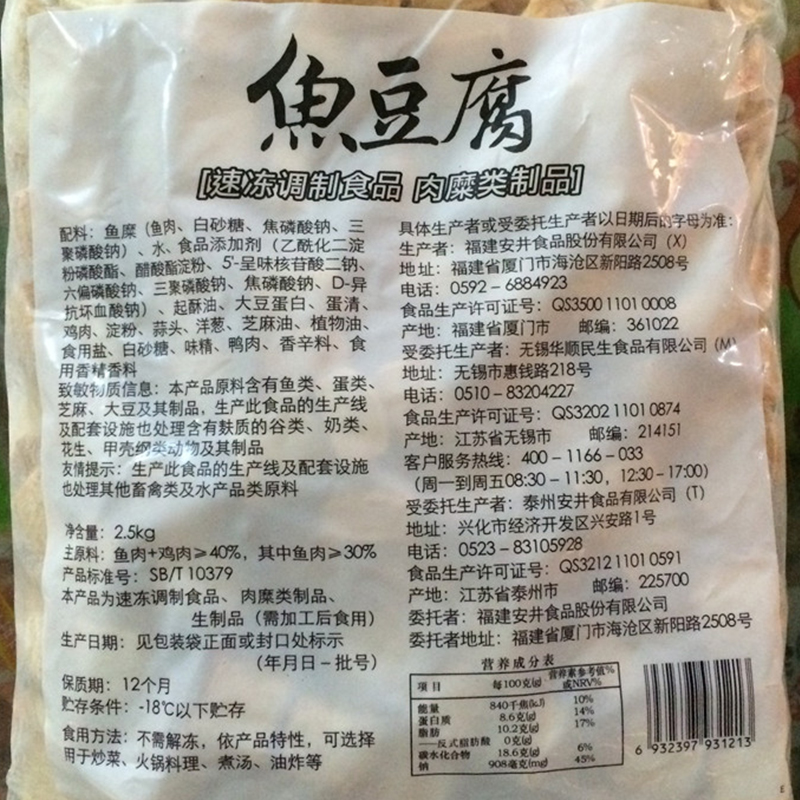 魚豆腐
[速冻调制食品 肉糜类制品]
配料：鱼糜（鱼肉、白砂糖、焦磷酸钠、三
聚磷酸钠）、水、食品添加剂（乙酰化二淀
粉磷酸酯、醋酸酯淀粉、5'-呈味核苷酸二钠、
六偏磷酸钠、三聚磷酸钠、焦磷酸钠、D-异
抗坏血酸钠）、起酥油、大豆蛋白、蛋清、
鸡肉、淀粉、蒜头、洋葱、芝麻油、植物油、
食用盐、白砂糖、味精、鸭肉、香辛料、食
用香精香料
致敏物质信息：本产品原料含有鱼类、蛋类、
芝麻、大豆及其制品，生产此食品的生产线
及配套设施也处理含有麸质的谷类、奶类、
花生、甲壳纲类动物及其制品
友情提示：生产此食品的生产线及配套设施
也处理其他畜禽类及水产品类原料
净含量：2.5kg
主原料：鱼肉+鸡肉≥40%，其中鱼肉≥30%
产品标准号：SB/T 10379
本产品为速冻调制食品、肉糜类制品、
生制品（需加工后食用）
生产日期：见包装袋正面或封口处标示
（年月日-批号）
保质期：12个月
贮存条件：-18℃以下贮存
食用方法：不需解冻，依产品特性，可选择
用于炒菜、火锅料理、煮汤、油炸等
具体生产者或受委托生产者以日期后的字母为准：
生产者：福建安井食品股份有限公司（X）
地址：福建省厦门市海沧区新阳路2508号
电话：0592-6884923
食品生产许可证号：QS3500 1101 0008
产地：福建省厦门市 邮编：361022
受委托生产者：无锡华顺民生食品有限公司（M）
地址：无锡市惠钱路218号
电话：0510-83204227
食品生产许可证号：QS3202 1101 0874
产地：江苏省无锡市 邮编：214151
客户服务热线：400-1166-033
（周一到周五08:30-11:30，12:30-17:00）
受委托生产者：泰州安井食品有限公司（T）
地址：兴化市经济开发区兴安路1号
电话：0523-83105928
食品生产许可证号：QS3212 1101 0591
产地：江苏省泰州市 邮编：225700
委托者：福建安井食品股份有限公司
委托者地址：福建省厦门市海沧区新阳路2508号
营养成分表
项目 每100克(g) 营养素参考值%或NRV%
能量 840千焦(kJ) 10%
蛋白质 8.6克(g) 14%
脂肪 10.2克(g) 17%
——反式脂肪酸 0克(g)
碳水化合物 18.6克(g) 6%
钠 908毫克(mg) 45%
6 932397 931213